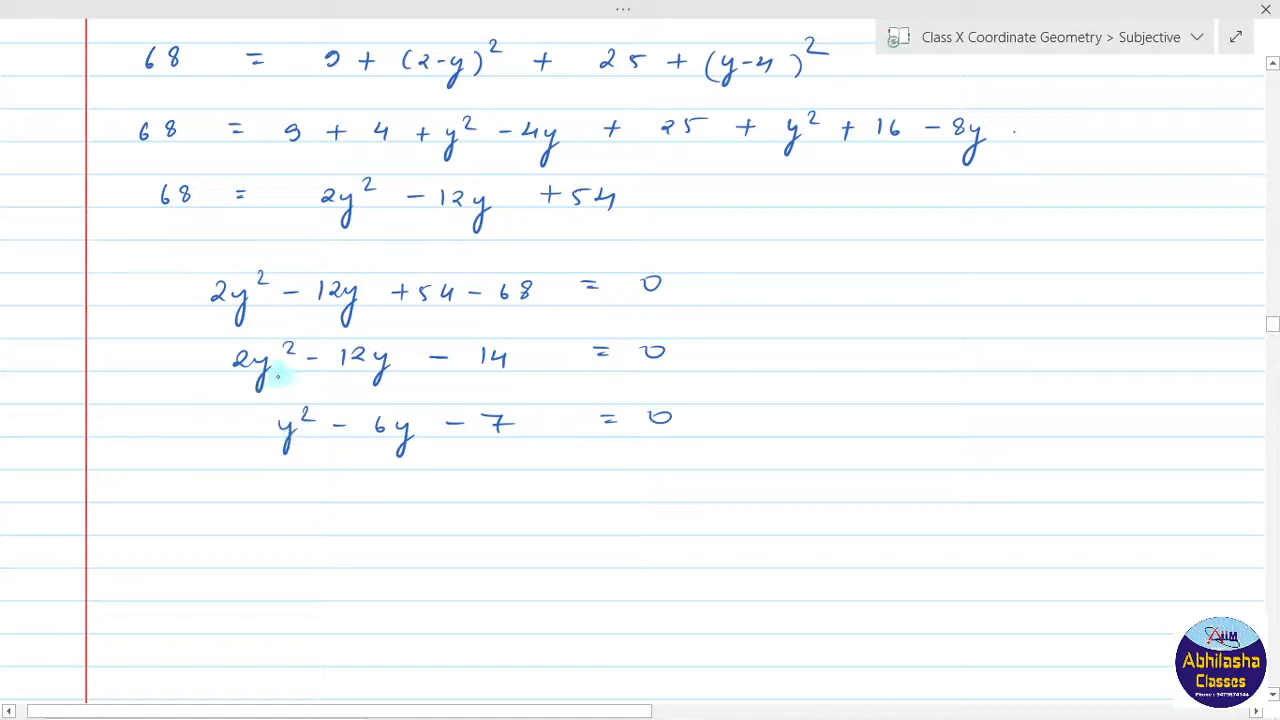 Class X Coordinate Geometry > Subjective
68 = 9 + (2-y)² + 25 + (y-4)²
68 = 9 + 4 + y² - 4y + 25 + y² + 16 - 8y .
68 = 2y² - 12y + 54
2y² - 12y + 54 - 68 = 0
2y² - 12y - 14 = 0
y² - 6y - 7 = 0
AIIM
Abhilasha
Classes